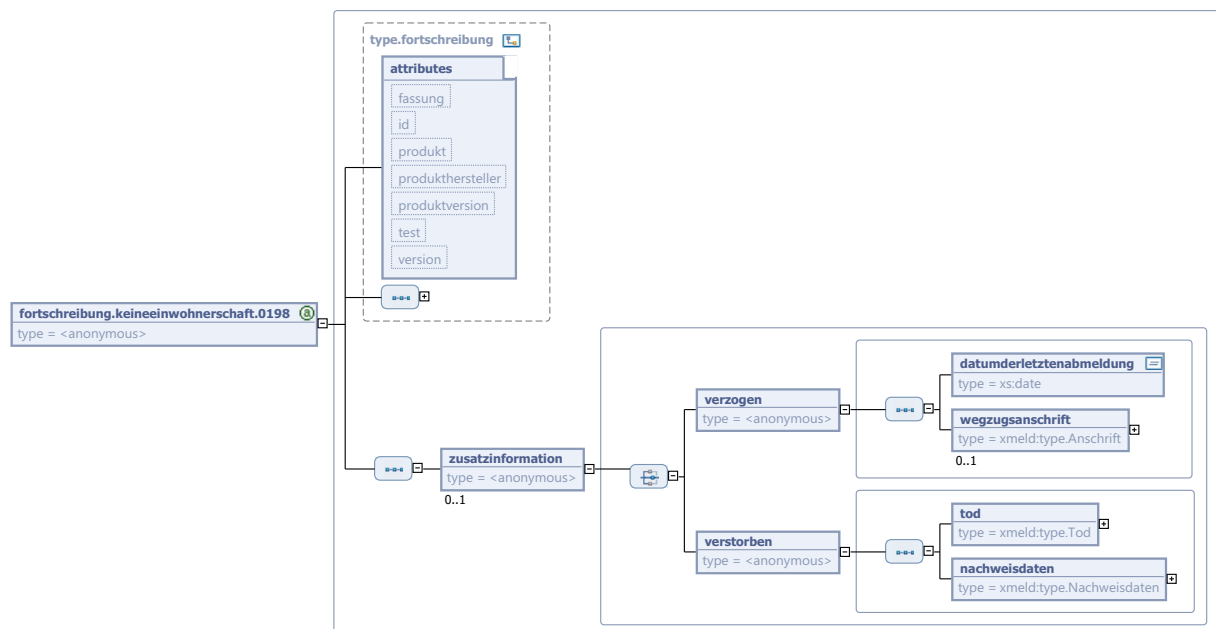 type.fortschreibung
attributes
fassung
id
produkt
produkthersteller
produktversion
test
version
fortschreibung.keineeinwohnerschaft.0198
type = <anonymous>
zusatzinformation
type = <anonymous>
0..1
verzogen
type = <anonymous>
datumderletztenabmeldung
type = xs:date
wegzugsanschrift
type = xmeld:type.Anschrift
0..1
verstorben
type = <anonymous>
tod
type = xmeld:type.Tod
nachweisdaten
type = xmeld:type.Nachweisdaten